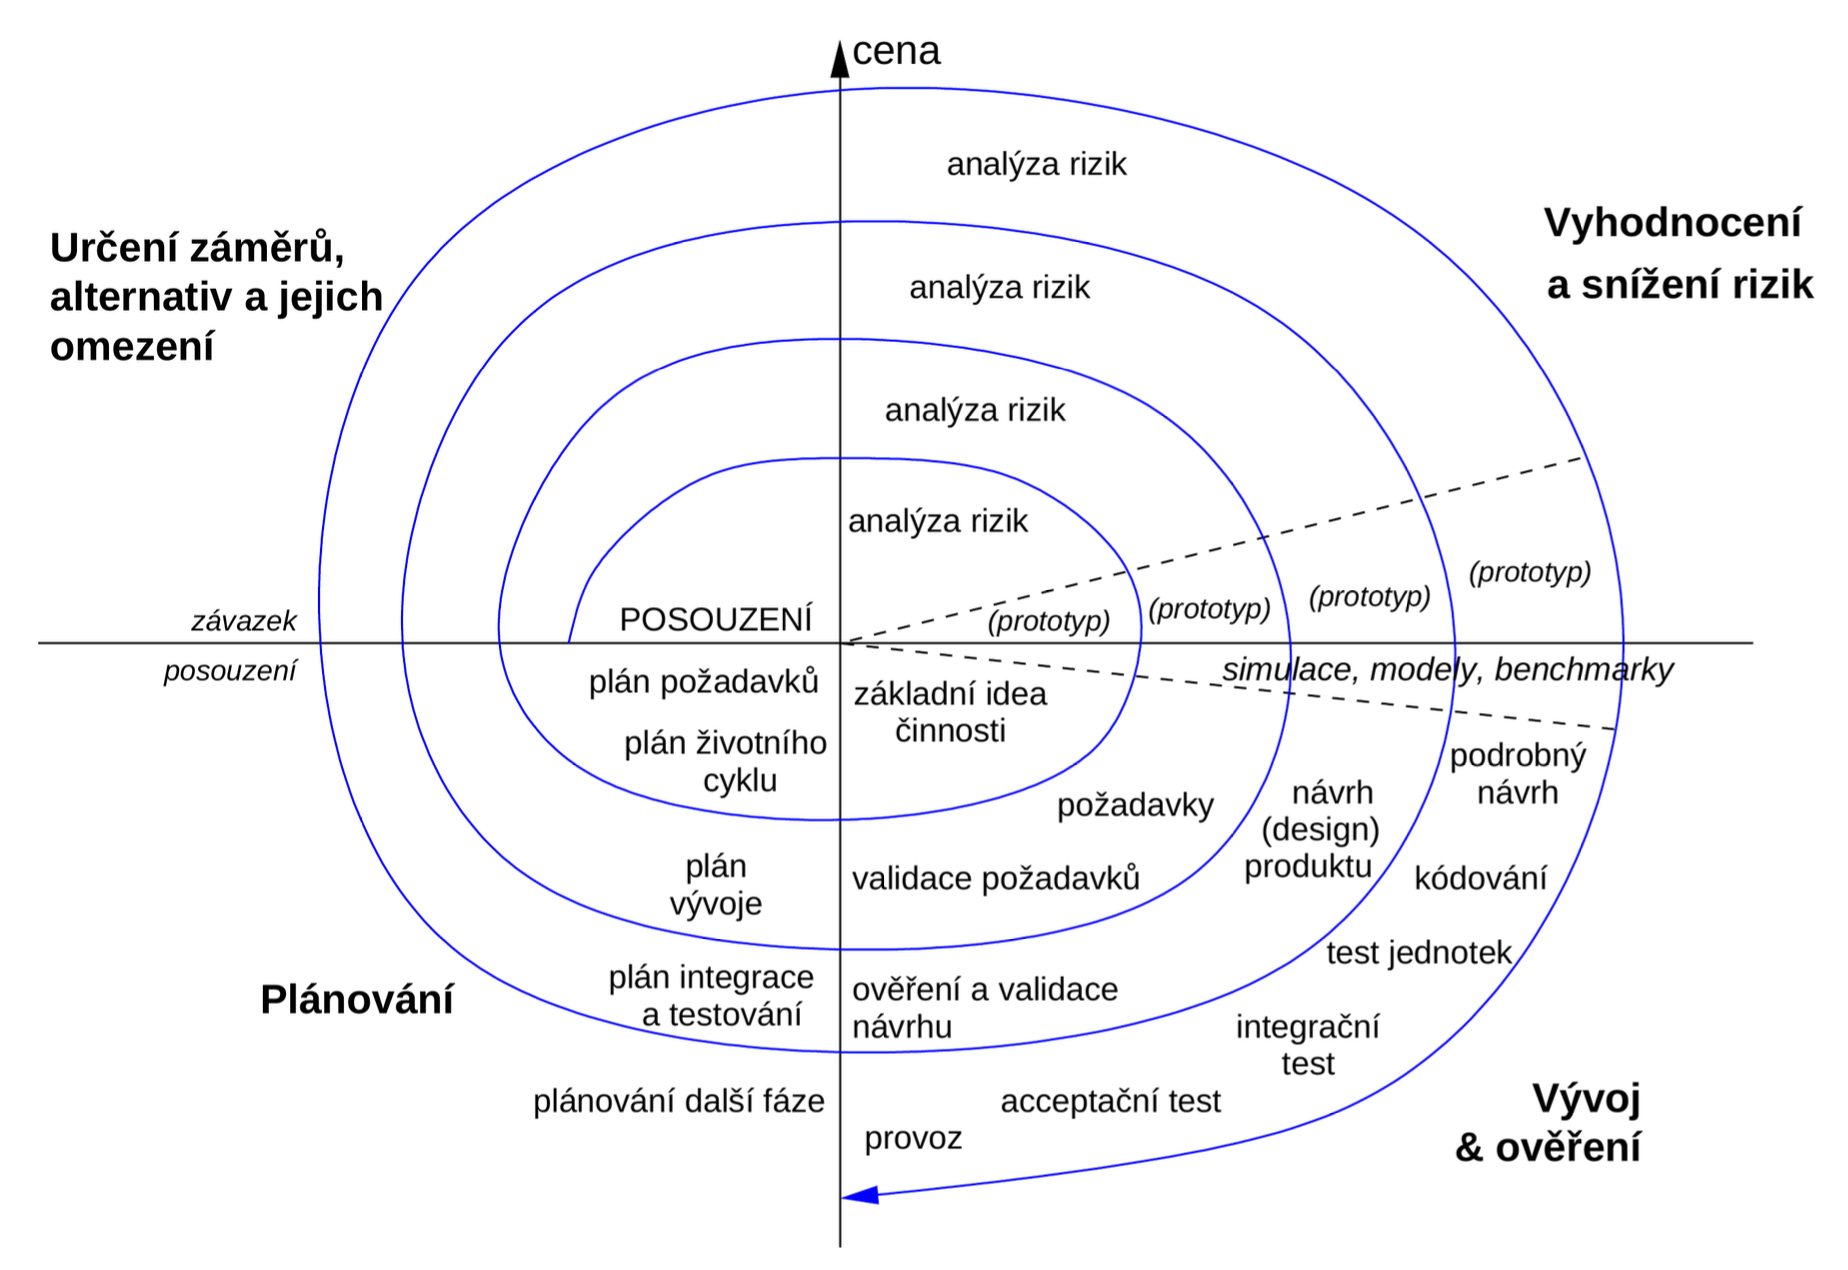 cena
analýza rizik
Určení záměrů,
alternativ a jejich
omezení
Vyhodnocení
a snížení rizik
analýza rizik
analýza rizik
analýza rizik
(prototyp)
(prototyp)
(prototyp)
(prototyp)
závazek
POSOUZENÍ
posouzení
simulace, modely, benchmarky
plán požadavků
základní idea
činnosti
plán životního
cyklu
podrobný
návrh
požadavky
návrh
(design)
produktu
plán
vývoje
validace požadavků
kódování
test jednotek
Plánování
plán integrace
a testování
ověření a validace
návrhu
integrační
test
plánování další fáze
acceptační test
provoz
Vývoj
& ověření